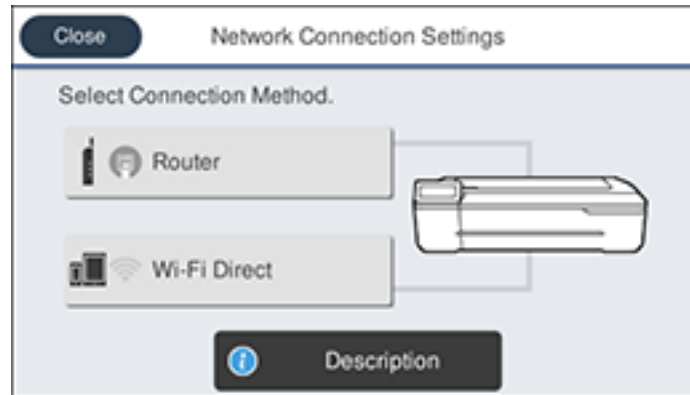 Close
Network Connection Settings
Select Connection Method.
Router
Wi-Fi Direct
Description